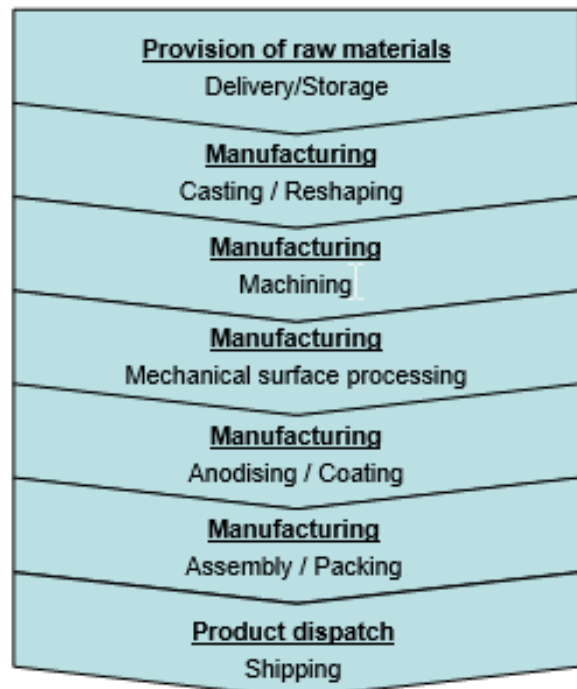 Provision of raw materials
Delivery/Storage
Manufacturing
Casting / Reshaping
Manufacturing
Machining
Manufacturing
Mechanical surface processing
Manufacturing
Anodising / Coating
Manufacturing
Assembly / Packing
Product dispatch
Shipping